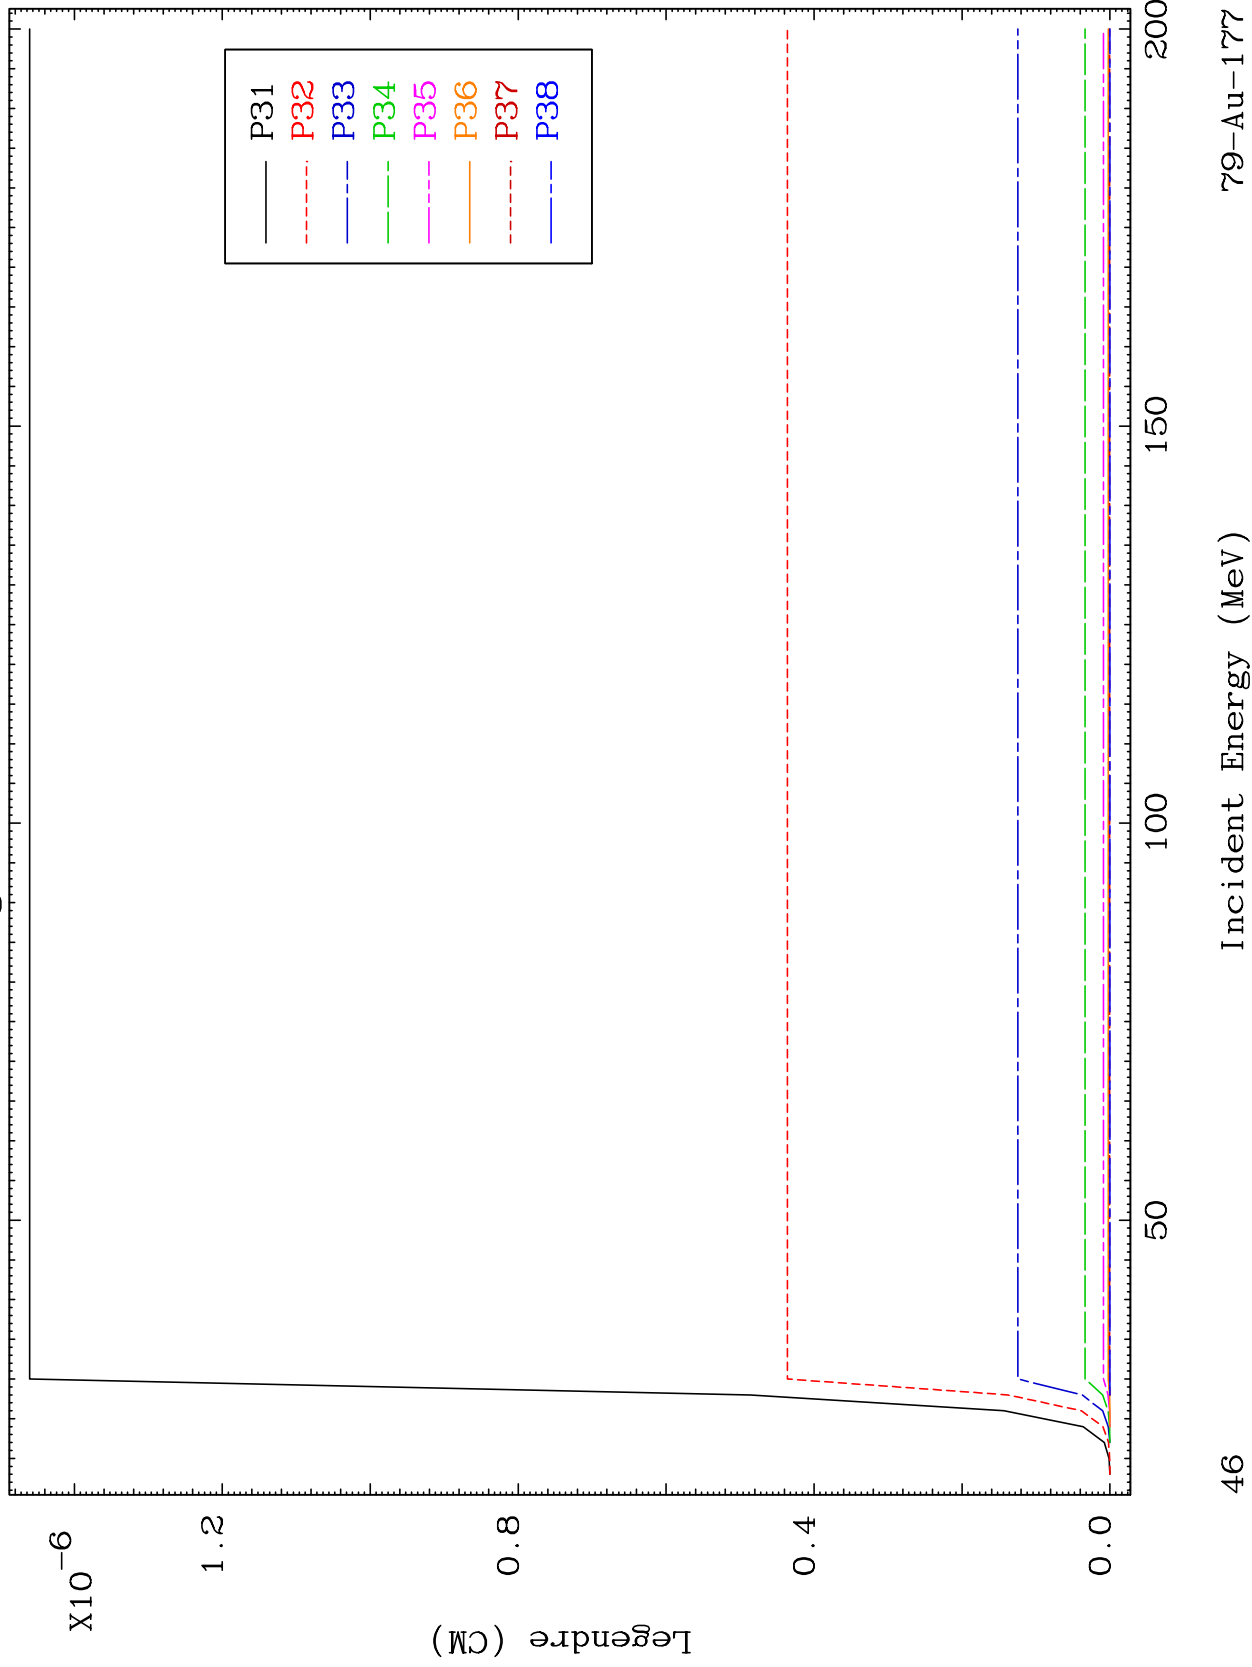 X10-6
1.2
0.8
0.4
0.0
Legendre (CM)
P31
P32
P33
P34
P35
P36
P37
P38
50
100
150
200
Incident Energy (MeV)
46
79-Au-177